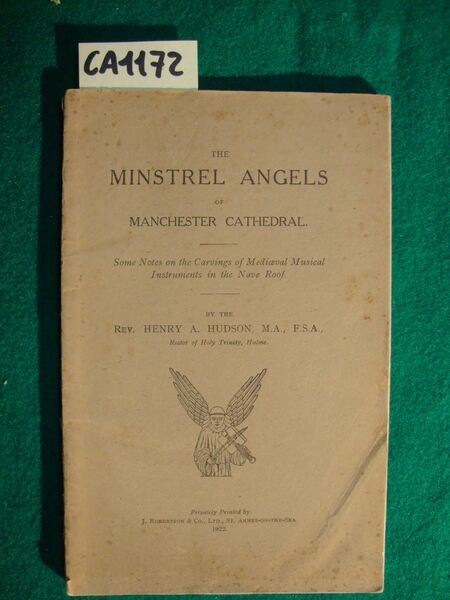 CA1172
THE
MINSTREL ANGELS
OF
MANCHESTER CATHEDRAL.
Some Notes on the Carvings of Mediæval Musical
Instruments in the Nave Roof.
BY THE
REV. HENRY A. HUDSON, M.A., F.S.A.,
Rector of Holy Trinity, Hulme.
Privately Printed by
J. ROBERTSON & CO., LTD., ST. ANNES-ON-THE-SEA.
1922.